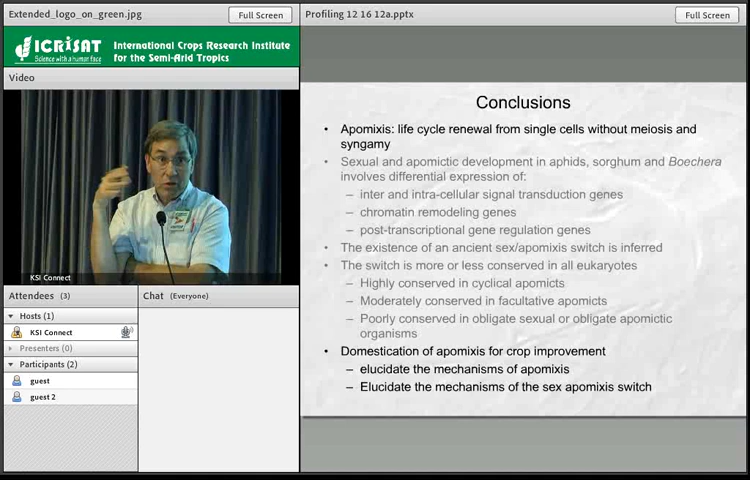 Extended_logo_on_green.jpg
Full Screen
ICRISAT
Science with a human face
International Crops Research Institute
for the Semi-Arid Tropics
Video
KSI Connect
Attendees (3)
Hosts (1)
KSI Connect
Presenters (0)
Participants (2)
guest
guest 2
Chat (Everyone)
Profiling 12 16 12a.pptx
Full Screen
Conclusions
• Apomixis: life cycle renewal from single cells without meiosis and
syngamy
• Sexual and apomictic development in aphids, sorghum and Boechera
involves differential expression of:
– inter and intra-cellular signal transduction genes
– chromatin remodeling genes
– post-transcriptional gene regulation genes
• The existence of an ancient sex/apomixis switch is inferred
• The switch is more or less conserved in all eukaryotes
– Highly conserved in cyclical apomicts
– Moderately conserved in facultative apomicts
– Poorly conserved in obligate sexual or obligate apomictic
organisms
• Domestication of apomixis for crop improvement
– elucidate the mechanisms of apomixis
– Elucidate the mechanisms of the sex apomixis switch